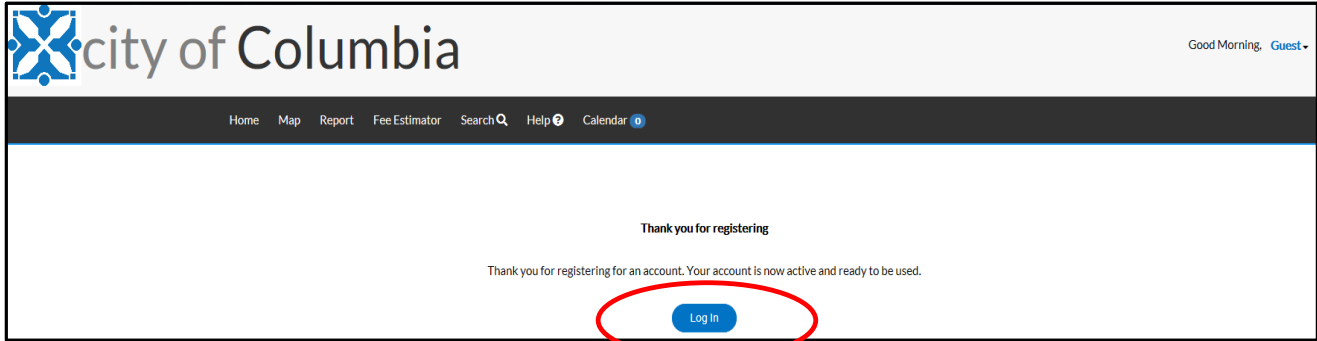 city of Columbia
Good Morning, Guest
Home Map Report Fee Estimator Search Help ? Calendar 0
Thank you for registering
Thank you for registering for an account. Your account is now active and ready to be used.
Log In